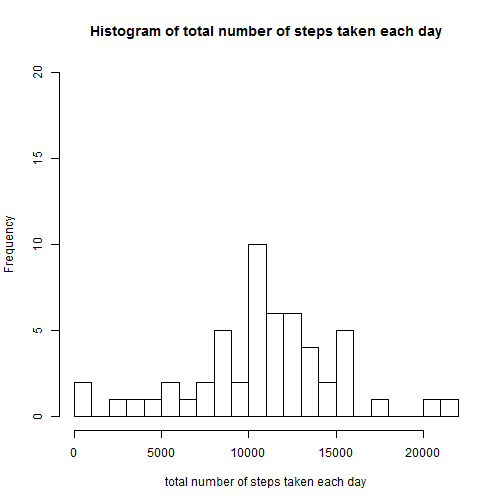 Histogram of total number of steps taken each day
Frequency
20
15
10
5
0
0 5000 10000 15000 20000
total number of steps taken each day